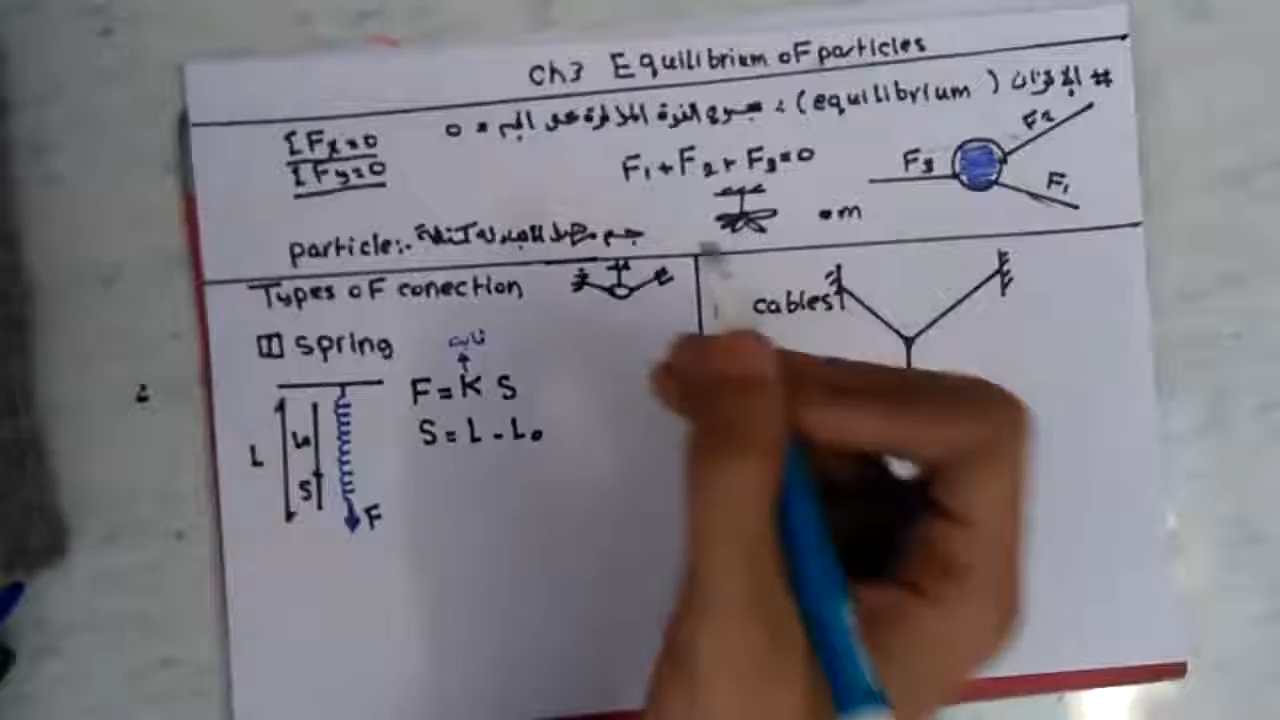 ch3 Equilibrium of particles
# الإتزان (equilibrium) : مجموع القوة المؤثرة على الجسم = 0
ΣFx=0
ΣFy=0
F1+F2+F3=0
F3
F2
F1
particle:.
.m
Types of conection
1 spring
ثابت
F=K S
S=L-L0
L
L0
S
F
cables